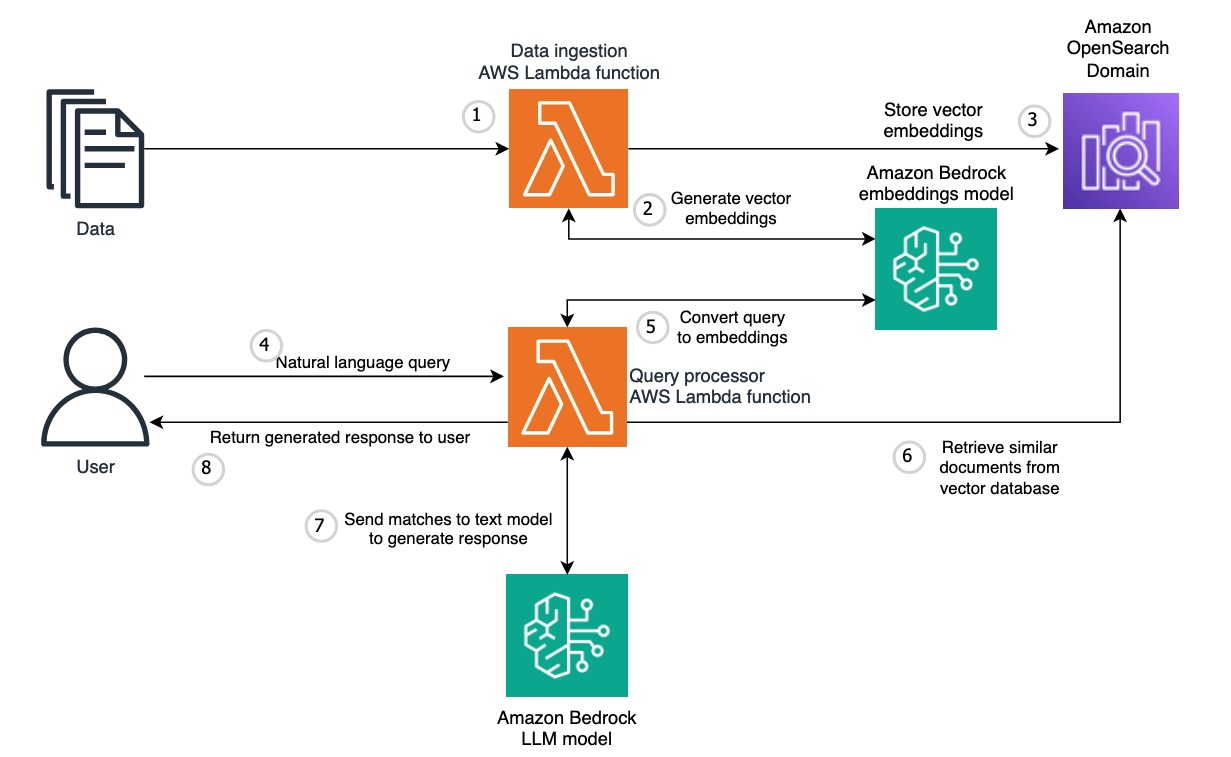 Amazon
OpenSearch
Domain
Data ingestion
AWS Lambda function
1
Store vector
embeddings
3
Amazon Bedrock
embeddings model
2
Generate vector
embeddings
Data
4
Natural language query
5
Convert query
to embeddings
Query processor
AWS Lambda function
Return generated response to user
8
User
6
Retrieve similar
documents from
vector database
7
Send matches to text model
to generate response
Amazon Bedrock
LLM model